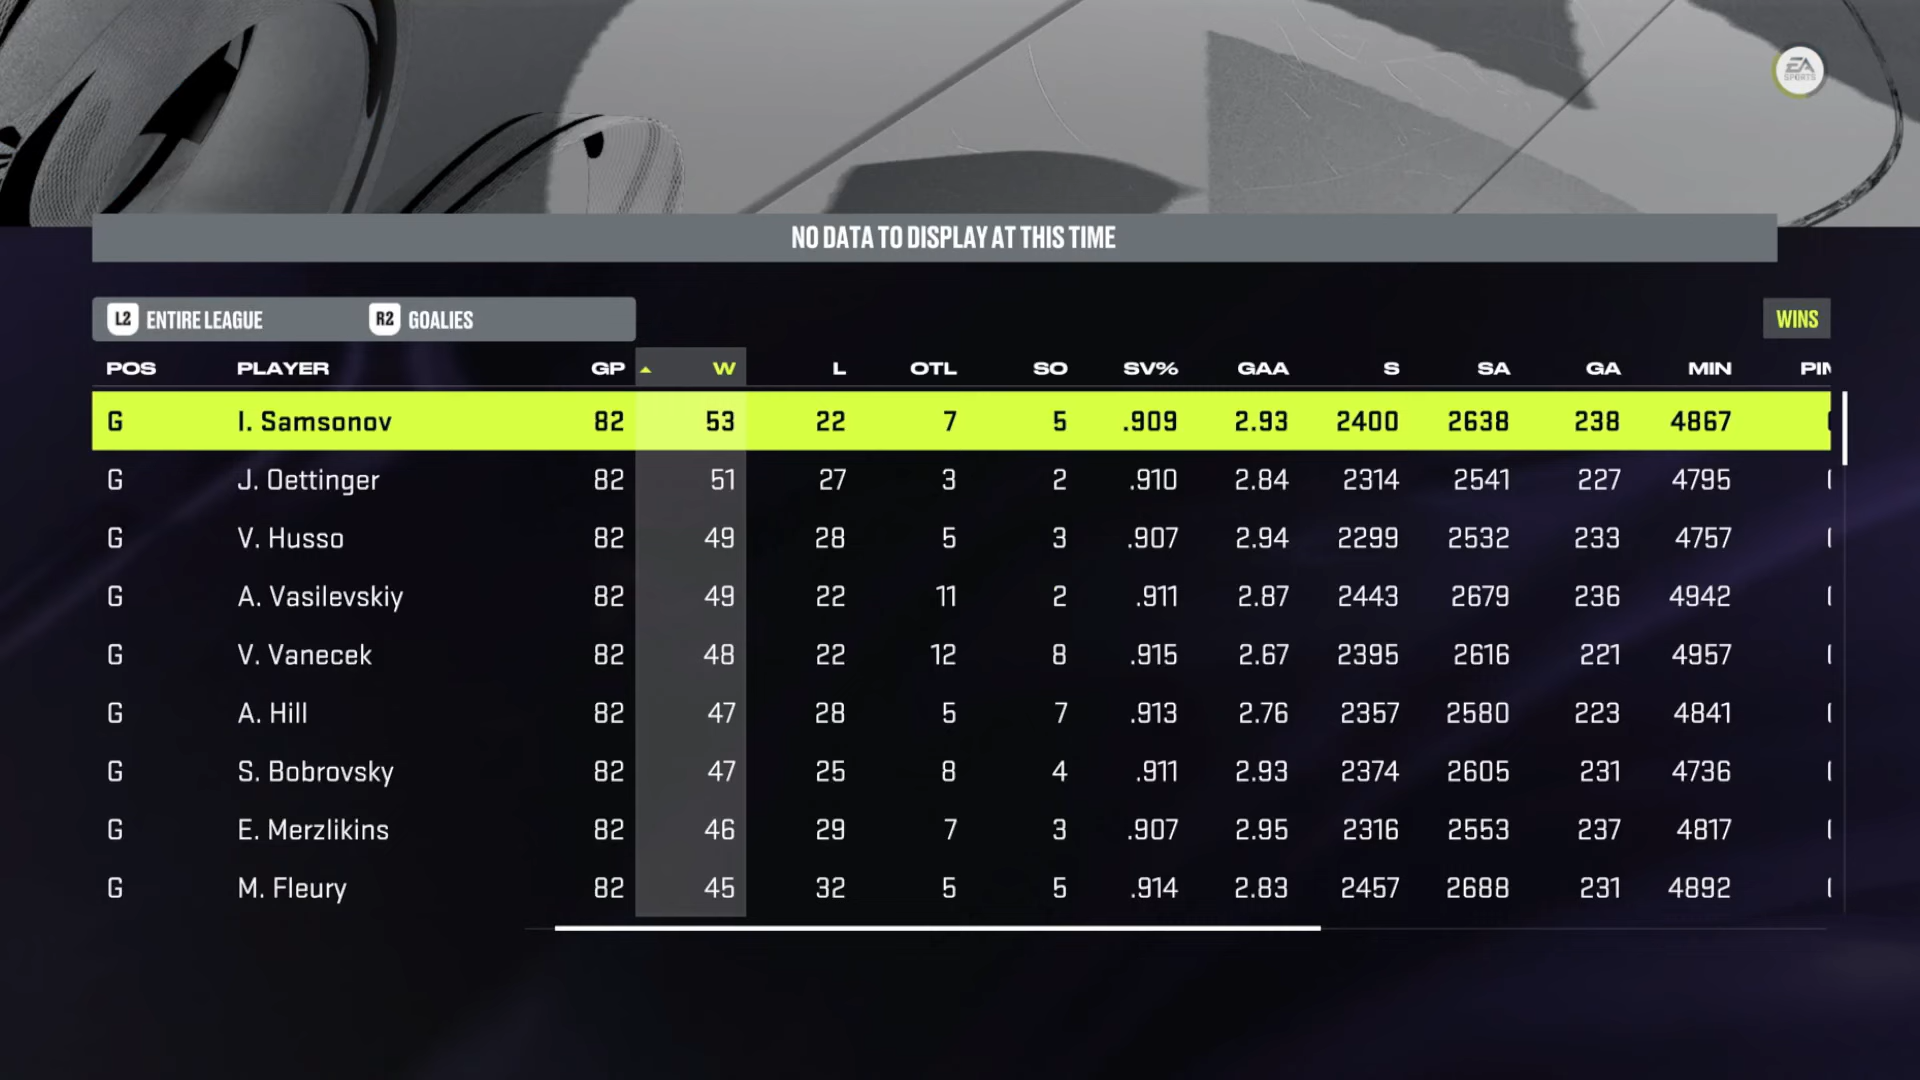 EA SPORTS
NO DATA TO DISPLAY AT THIS TIME
L2 ENTIRE LEAGUE R2 GOALIES WINS
POS PLAYER GP W L OTL SO SV% GAA S SA GA MIN
G I. Samsonov 82 53 22 7 5 .909 2.93 2400 2638 238 4867
G J. Oettinger 82 51 27 3 2 .910 2.84 2314 2541 227 4795
G V. Husso 82 49 28 5 3 .907 2.94 2299 2532 233 4757
G A. Vasilevskiy 82 49 22 11 2 .911 2.87 2443 2679 236 4942
G V. Vanecek 82 48 22 12 8 .915 2.67 2395 2616 221 4957
G A. Hill 82 47 28 5 7 .913 2.76 2357 2580 223 4841
G S. Bobrovsky 82 47 25 8 4 .911 2.93 2374 2605 231 4736
G E. Merzlikins 82 46 29 7 3 .907 2.95 2316 2553 237 4817
G M. Fleury 82 45 32 5 5 .914 2.83 2457 2688 231 4892